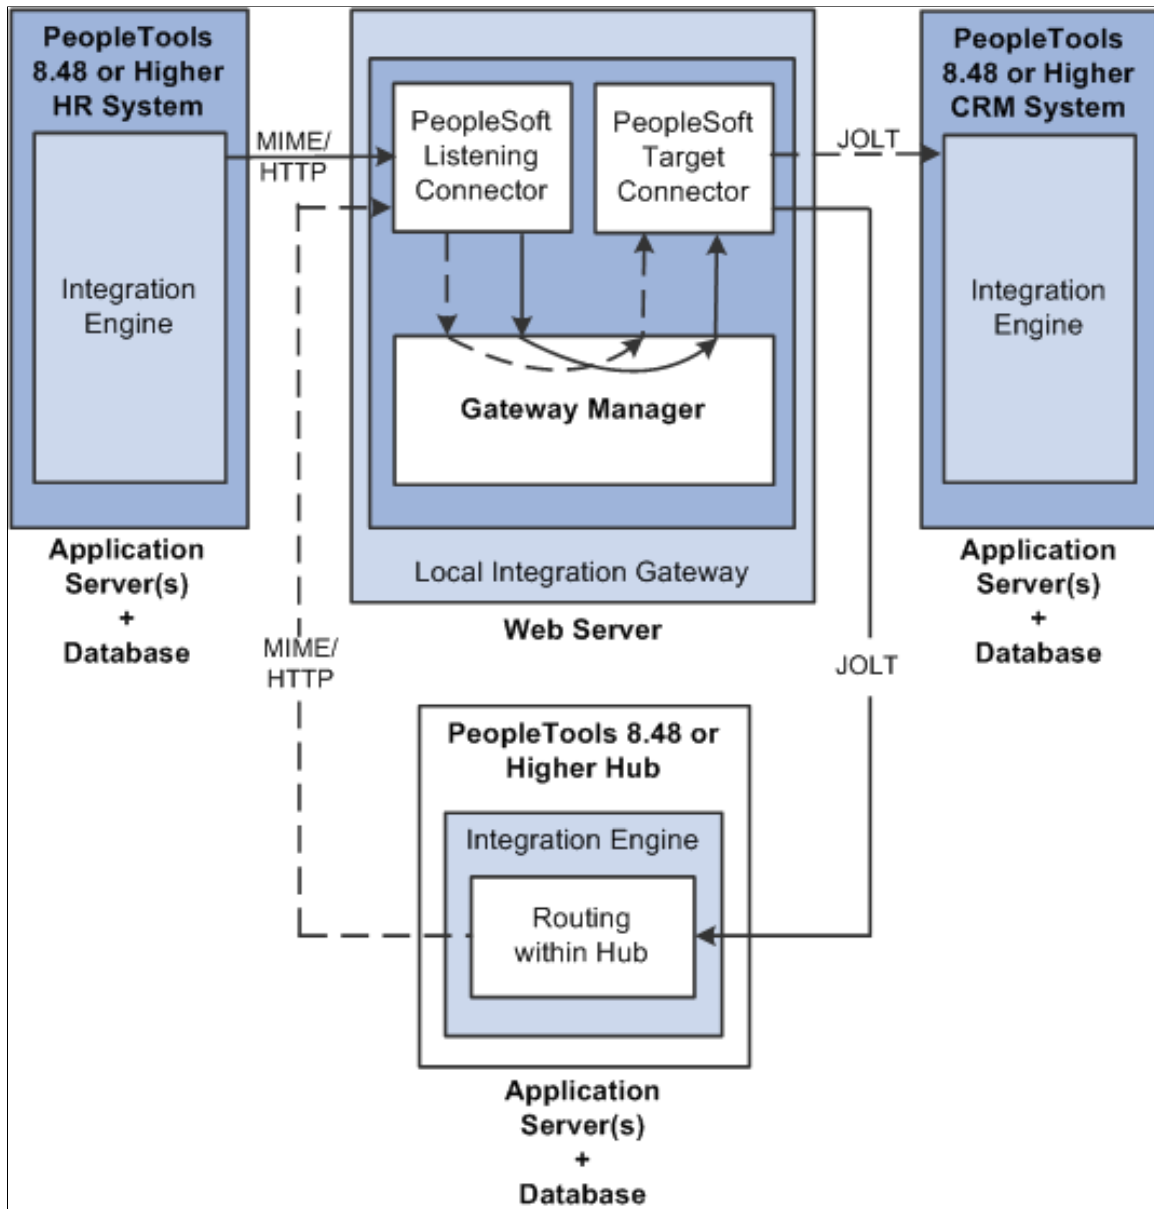 PeopleTools
8.48 or Higher
HR System
Integration
Engine
Application
Server(s)
+
Database
MIME/
HTTP
PeopleSoft
Listening
Connector
PeopleSoft
Target
Connector
Gateway Manager
Local Integration Gateway
Web Server
JOLT
PeopleTools
8.48 or Higher
CRM System
Integration
Engine
Application
Server(s)
+
Database
MIME/
HTTP
JOLT
PeopleTools 8.48 or
Higher Hub
Integration Engine
Routing
within Hub
Application
Server(s)
+
Database